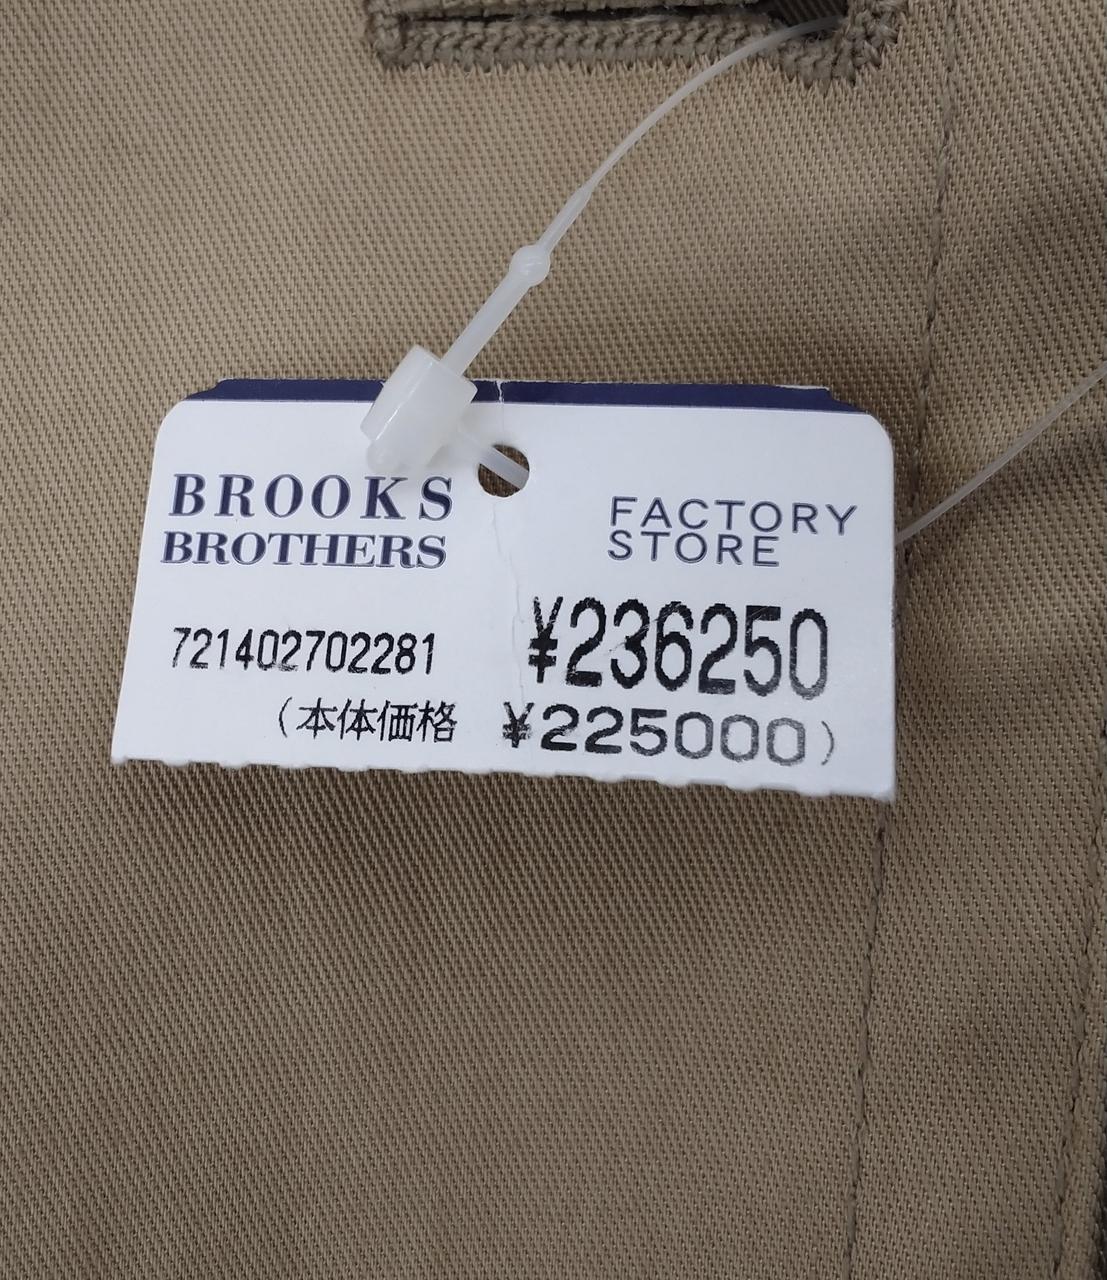 BROOKS
BROTHERS
FACTORY
STORE
721402702281
¥236250
(本体価格 ¥225000)